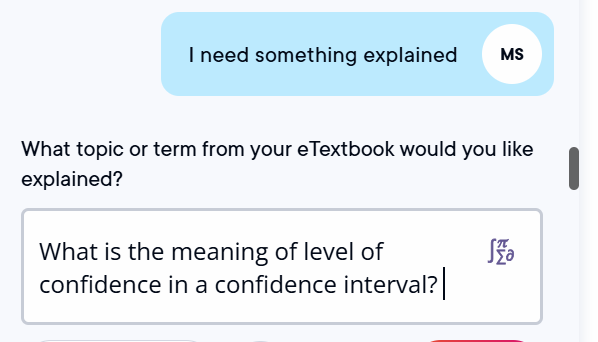 I need something explained
MS
What topic or term from your eTextbook would you like
explained?
What is the meaning of level of
confidence in a confidence interval?
∫π
Σ∂